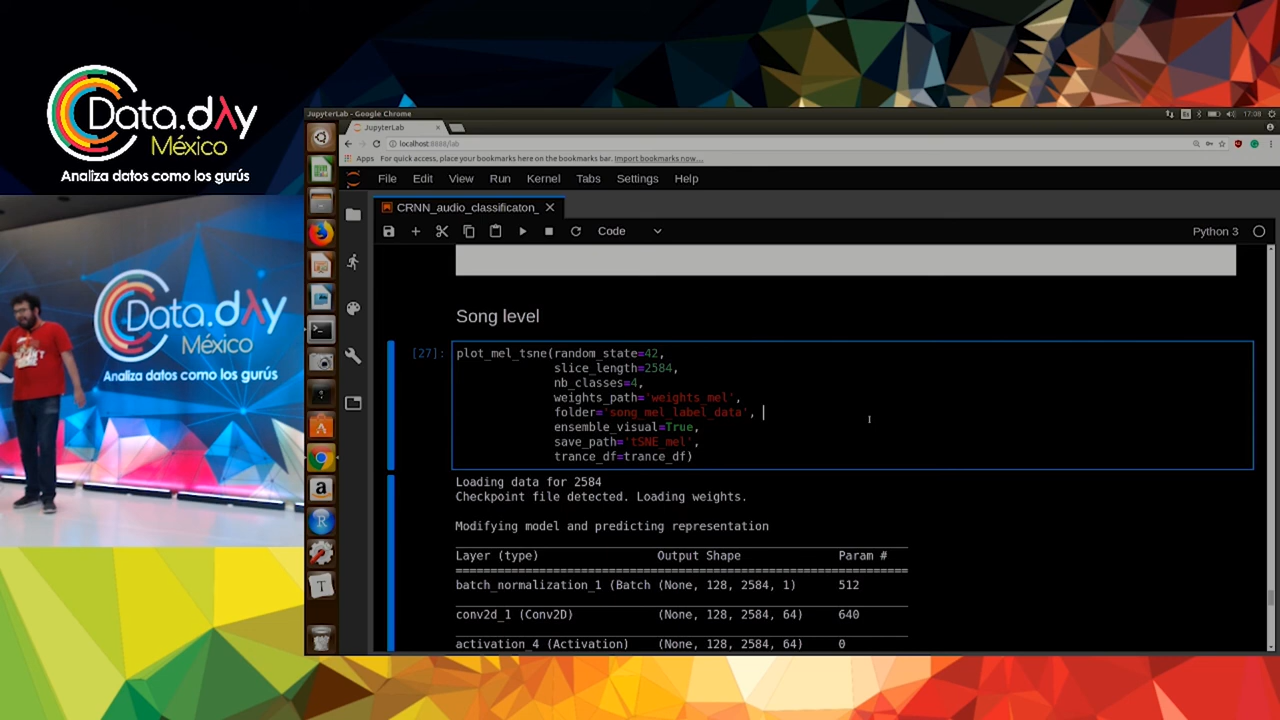 Data.dλy
México
Analiza datos como los gurús
Data.dλy
México
Analiza datos como los gurús
JupyterLab - Google Chrome
Es
17:08
JupyterLab
localhost:8888/lab
Apps For quick access, place your bookmarks here on the bookmarks bar. Import bookmarks now...
File Edit View Run Kernel Tabs Settings Help
CRNN_audio_classificaton_
Code
Python 3
Song level
[27]:
plot_mel_tsne(random_state=42,
slice_length=2584,
nb_classes=4,
weights_path='weights_mel',
folder='song_mel_label_data',
ensemble_visual=True,
save_path='tSNE_mel',
trance_df=trance_df)
Loading data for 2584
Checkpoint file detected. Loading weights.
Modifying model and predicting representation
Layer (type) Output Shape Param #
batch_normalization_1 (Batch (None, 128, 2584, 1) 512
conv2d_1 (Conv2D) (None, 128, 2584, 64) 640
activation_4 (Activation) (None, 128, 2584, 64) 0